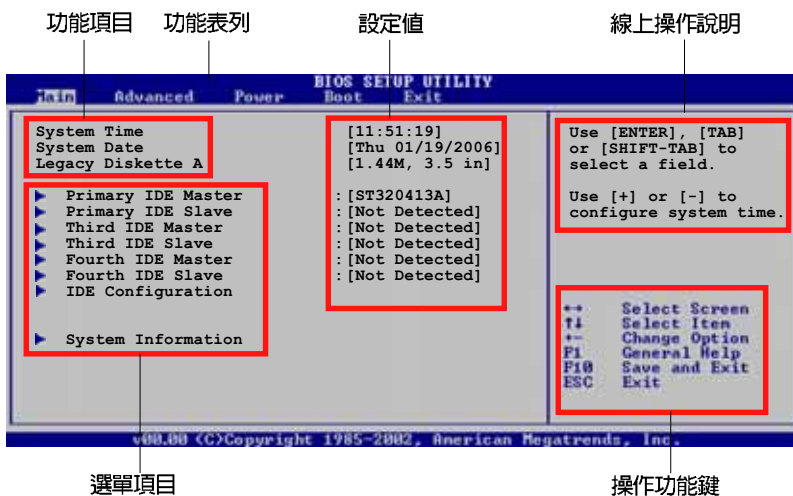 功能項目 功能表列 設定值 線上操作說明
BIOS SETUP UTILITY
Main Advanced Power Boot Exit
System Time [11:51:19]
System Date [Thu 01/19/2006]
Legacy Diskette A [1.44M, 3.5 in]
Primary IDE Master :[ST320413A]
Primary IDE Slave :[Not Detected]
Third IDE Master :[Not Detected]
Third IDE Slave :[Not Detected]
Fourth IDE Master :[Not Detected]
Fourth IDE Slave :[Not Detected]
IDE Configuration
System Information
Use [ENTER], [TAB]
or [SHIFT-TAB] to
select a field.
Use [+] or [-] to
configure system time.
↔ Select Screen
↑↓ Select Item
+- Change Option
F1 General Help
F10 Save and Exit
ESC Exit
v00.00 (C)Copyright 1985-2002, American Megatrends, Inc.
選單項目 操作功能鍵